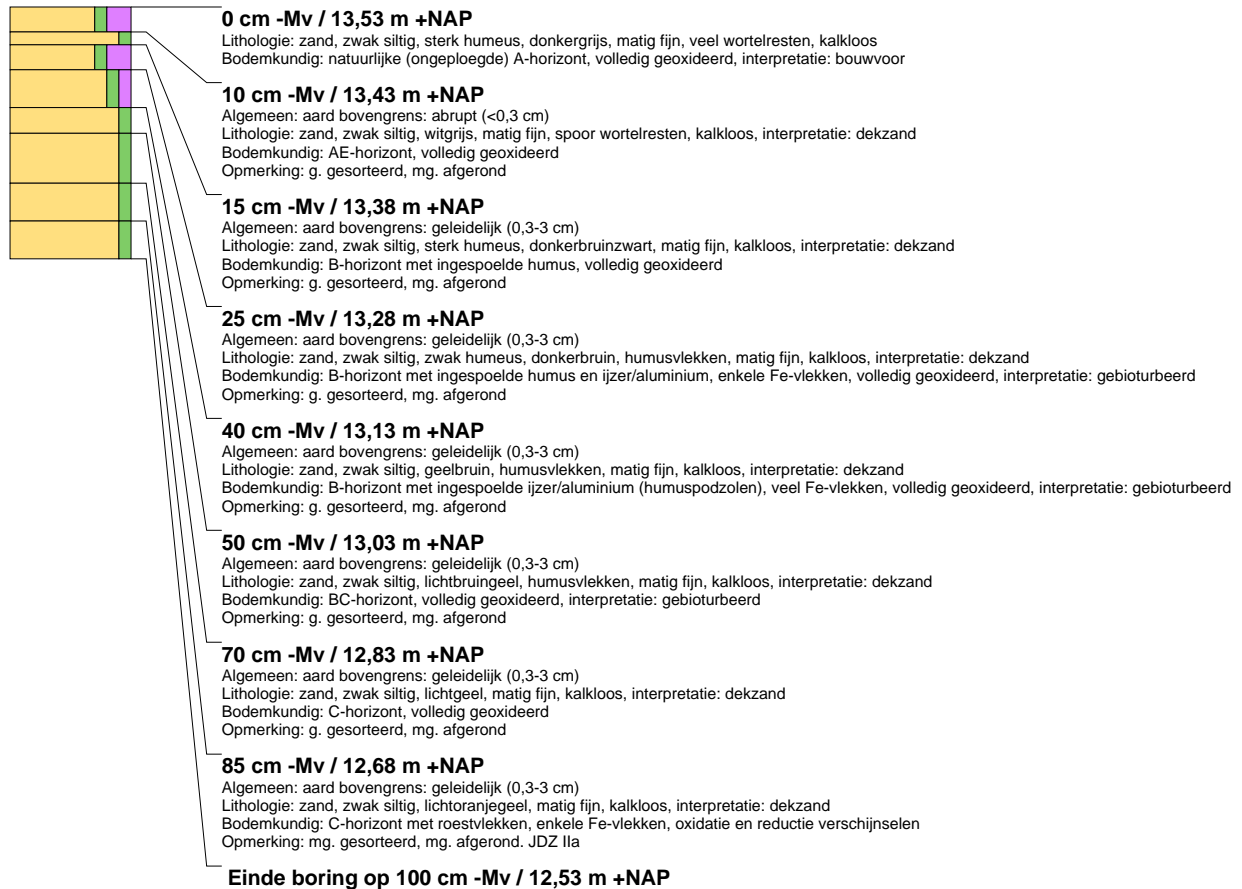 0 cm -Mv / 13,53 m +NAP
Lithologie: zand, zwak siltig, sterk humeus, donkergrijs, matig fijn, veel wortelresten, kalkloos
Bodemkundig: natuurlijke (ongeploegde) A-horizont, volledig geoxideerd, interpretatie: bouwvoor
10 cm -Mv / 13,43 m +NAP
Algemeen: aard bovengrens: abrupt (<0,3 cm)
Lithologie: zand, zwak siltig, witgrijs, matig fijn, spoor wortelresten, kalkloos, interpretatie: dekzand
Bodemkundig: AE-horizont, volledig geoxideerd
Opmerking: g. gesorteerd, mg. afgerond
15 cm -Mv / 13,38 m +NAP
Algemeen: aard bovengrens: geleidelijk (0,3-3 cm)
Lithologie: zand, zwak siltig, sterk humeus, donkerbruinzwart, matig fijn, kalkloos, interpretatie: dekzand
Bodemkundig: B-horizont met ingespoelde humus, volledig geoxideerd
Opmerking: g. gesorteerd, mg. afgerond
25 cm -Mv / 13,28 m +NAP
Algemeen: aard bovengrens: geleidelijk (0,3-3 cm)
Lithologie: zand, zwak siltig, zwak humeus, donkerbruin, humusvlekken, matig fijn, kalkloos, interpretatie: dekzand
Bodemkundig: B-horizont met ingespoelde humus en ijzer/aluminium, enkele Fe-vlekken, volledig geoxideerd, interpretatie: gebioturbeerd
Opmerking: g. gesorteerd, mg. afgerond
40 cm -Mv / 13,13 m +NAP
Algemeen: aard bovengrens: geleidelijk (0,3-3 cm)
Lithologie: zand, zwak siltig, geelbruin, humusvlekken, matig fijn, kalkloos, interpretatie: dekzand
Bodemkundig: B-horizont met ingespoelde ijzer/aluminium (humuspodzolen), veel Fe-vlekken, volledig geoxideerd, interpretatie: gebioturbeerd
Opmerking: g. gesorteerd, mg. afgerond
50 cm -Mv / 13,03 m +NAP
Algemeen: aard bovengrens: geleidelijk (0,3-3 cm)
Lithologie: zand, zwak siltig, lichtbruingeel, humusvlekken, matig fijn, kalkloos, interpretatie: dekzand
Bodemkundig: BC-horizont, volledig geoxideerd, interpretatie: gebioturbeerd
Opmerking: g. gesorteerd, mg. afgerond
70 cm -Mv / 12,83 m +NAP
Algemeen: aard bovengrens: geleidelijk (0,3-3 cm)
Lithologie: zand, zwak siltig, lichtgeel, matig fijn, kalkloos, interpretatie: dekzand
Bodemkundig: C-horizont, volledig geoxideerd
Opmerking: g. gesorteerd, mg. afgerond
85 cm -Mv / 12,68 m +NAP
Algemeen: aard bovengrens: geleidelijk (0,3-3 cm)
Lithologie: zand, zwak siltig, lichtoranjegeel, matig fijn, kalkloos, interpretatie: dekzand
Bodemkundig: C-horizont met roestvlekken, enkele Fe-vlekken, oxidatie en reductie verschijnselen
Opmerking: mg. gesorteerd, mg. afgerond. JDZ IIa
Einde boring op 100 cm -Mv / 12,53 m +NAP